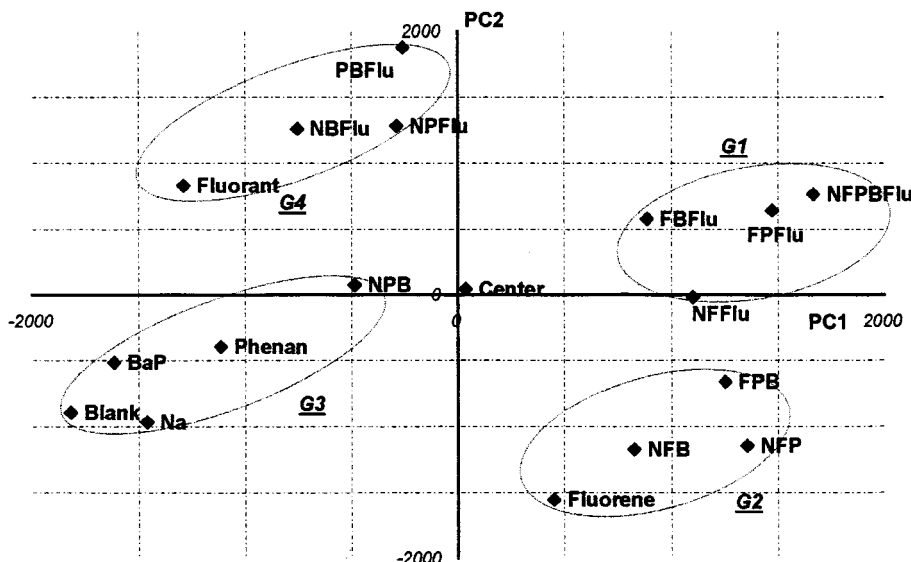 PC2
2000
PBFlu
NBFlu
NPFlu
G1
Fluorant
NFPBFlu
G4
FBFlu
FPFlu
NPB
Center
-2000
0
0
NFFlu
PC1
2000
Phenan
BaP
FPB
Blank
Na
G3
NFB
NFP
Fluorene
G2
-2000